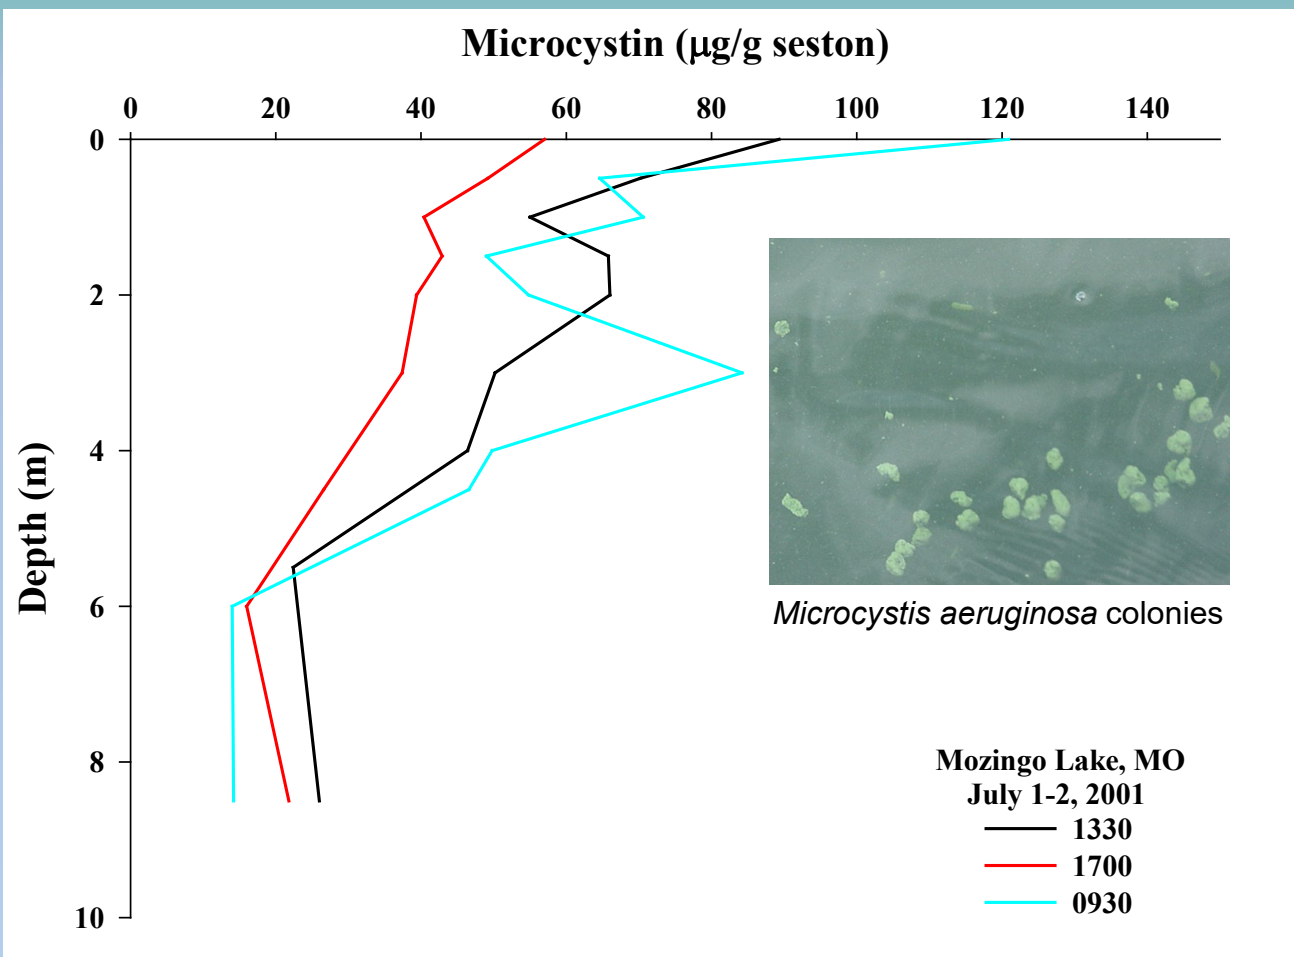 Microcystin (µg/g seston)
0 20 40 60 80 100 120 140
0
2
4
6
8
10
Depth (m)
Microcystis aeruginosa colonies
Mozingo Lake, MO
July 1-2, 2001
1330
1700
0930